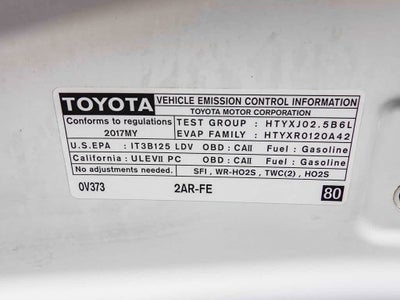 TOYOTA VEHICLE EMISSION CONTROL INFORMATION
TOYOTA MOTOR CORPORATION
Conforms to regulations TEST GROUP : HTYXJ02.5B6L
2017MY EVAP FAMILY : HTYXR0120A42
U.S.EPA : IT3B125 LDV OBD : CAII Fuel : Gasoline
California : ULEVII PC OBD : CAII Fuel : Gasoline
No adjustments needed. SFI , WR-HO2S , TWC(2) , HO2S
0V373 2AR-FE 80